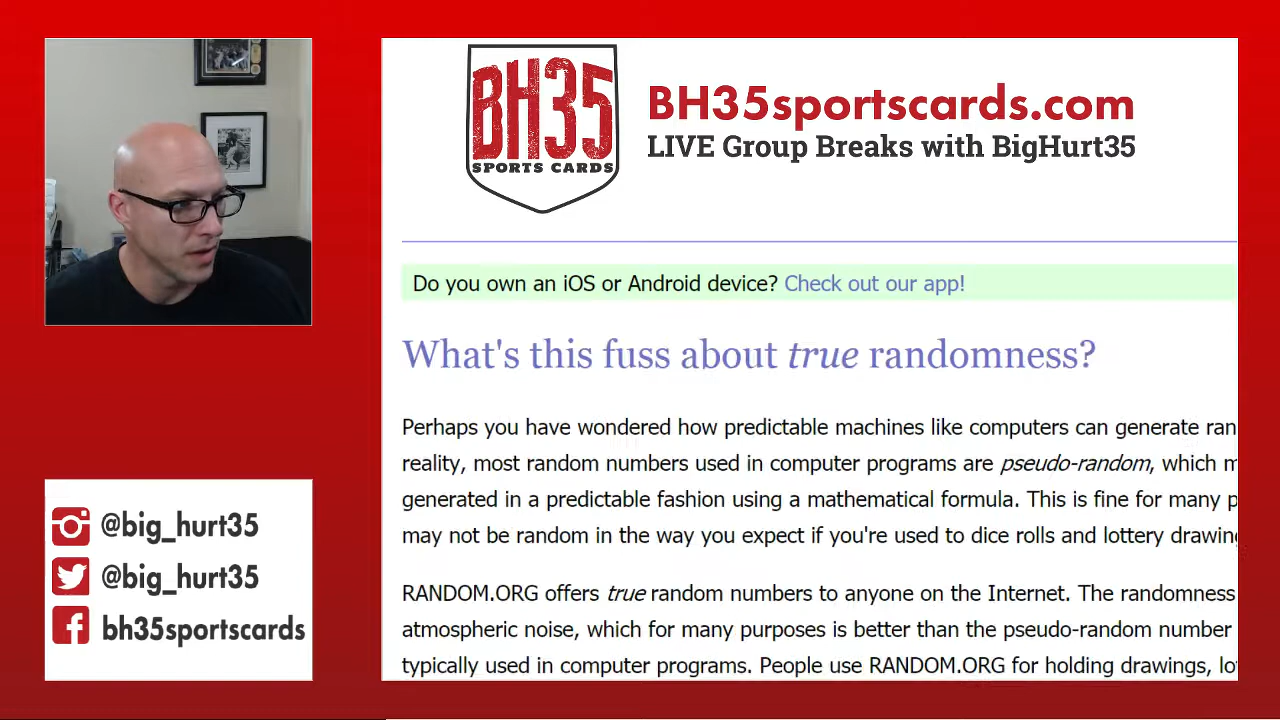 BH35
SPORTS CARDS
BH35sportscards.com
LIVE Group Breaks with BigHurt35
Do you own an iOS or Android device? Check out our app!
What's this fuss about true randomness?
Perhaps you have wondered how predictable machines like computers can generate ran
reality, most random numbers used in computer programs are pseudo-random, which m
generated in a predictable fashion using a mathematical formula. This is fine for many p
may not be random in the way you expect if you're used to dice rolls and lottery drawing
RANDOM.ORG offers true random numbers to anyone on the Internet. The randomness
atmospheric noise, which for many purposes is better than the pseudo-random number
typically used in computer programs. People use RANDOM.ORG for holding drawings, lo
@big_hurt35
@big_hurt35
bh35sportscards